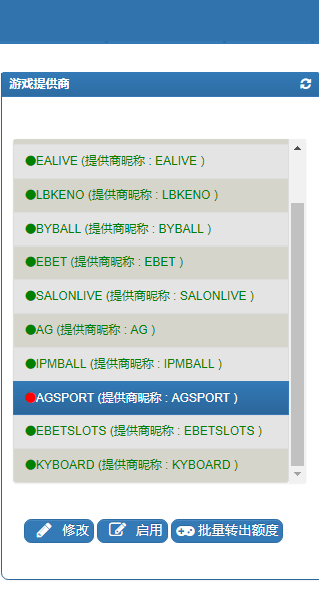 游戏提供商
EALIVE (提供商昵称 : EALIVE )
LBKENO (提供商昵称 : LBKENO )
BYBALL (提供商昵称 : BYBALL )
EBET (提供商昵称 : EBET )
SALONLIVE (提供商昵称 : SALONLIVE )
AG (提供商昵称 : AG )
IPMBALL (提供商昵称 : IPMBALL )
AGSPORT (提供商昵称 : AGSPORT )
EBETSLOTS (提供商昵称 : EBETSLOTS )
KYBOARD (提供商昵称 : KYBOARD )
修改 启用 批量转出额度